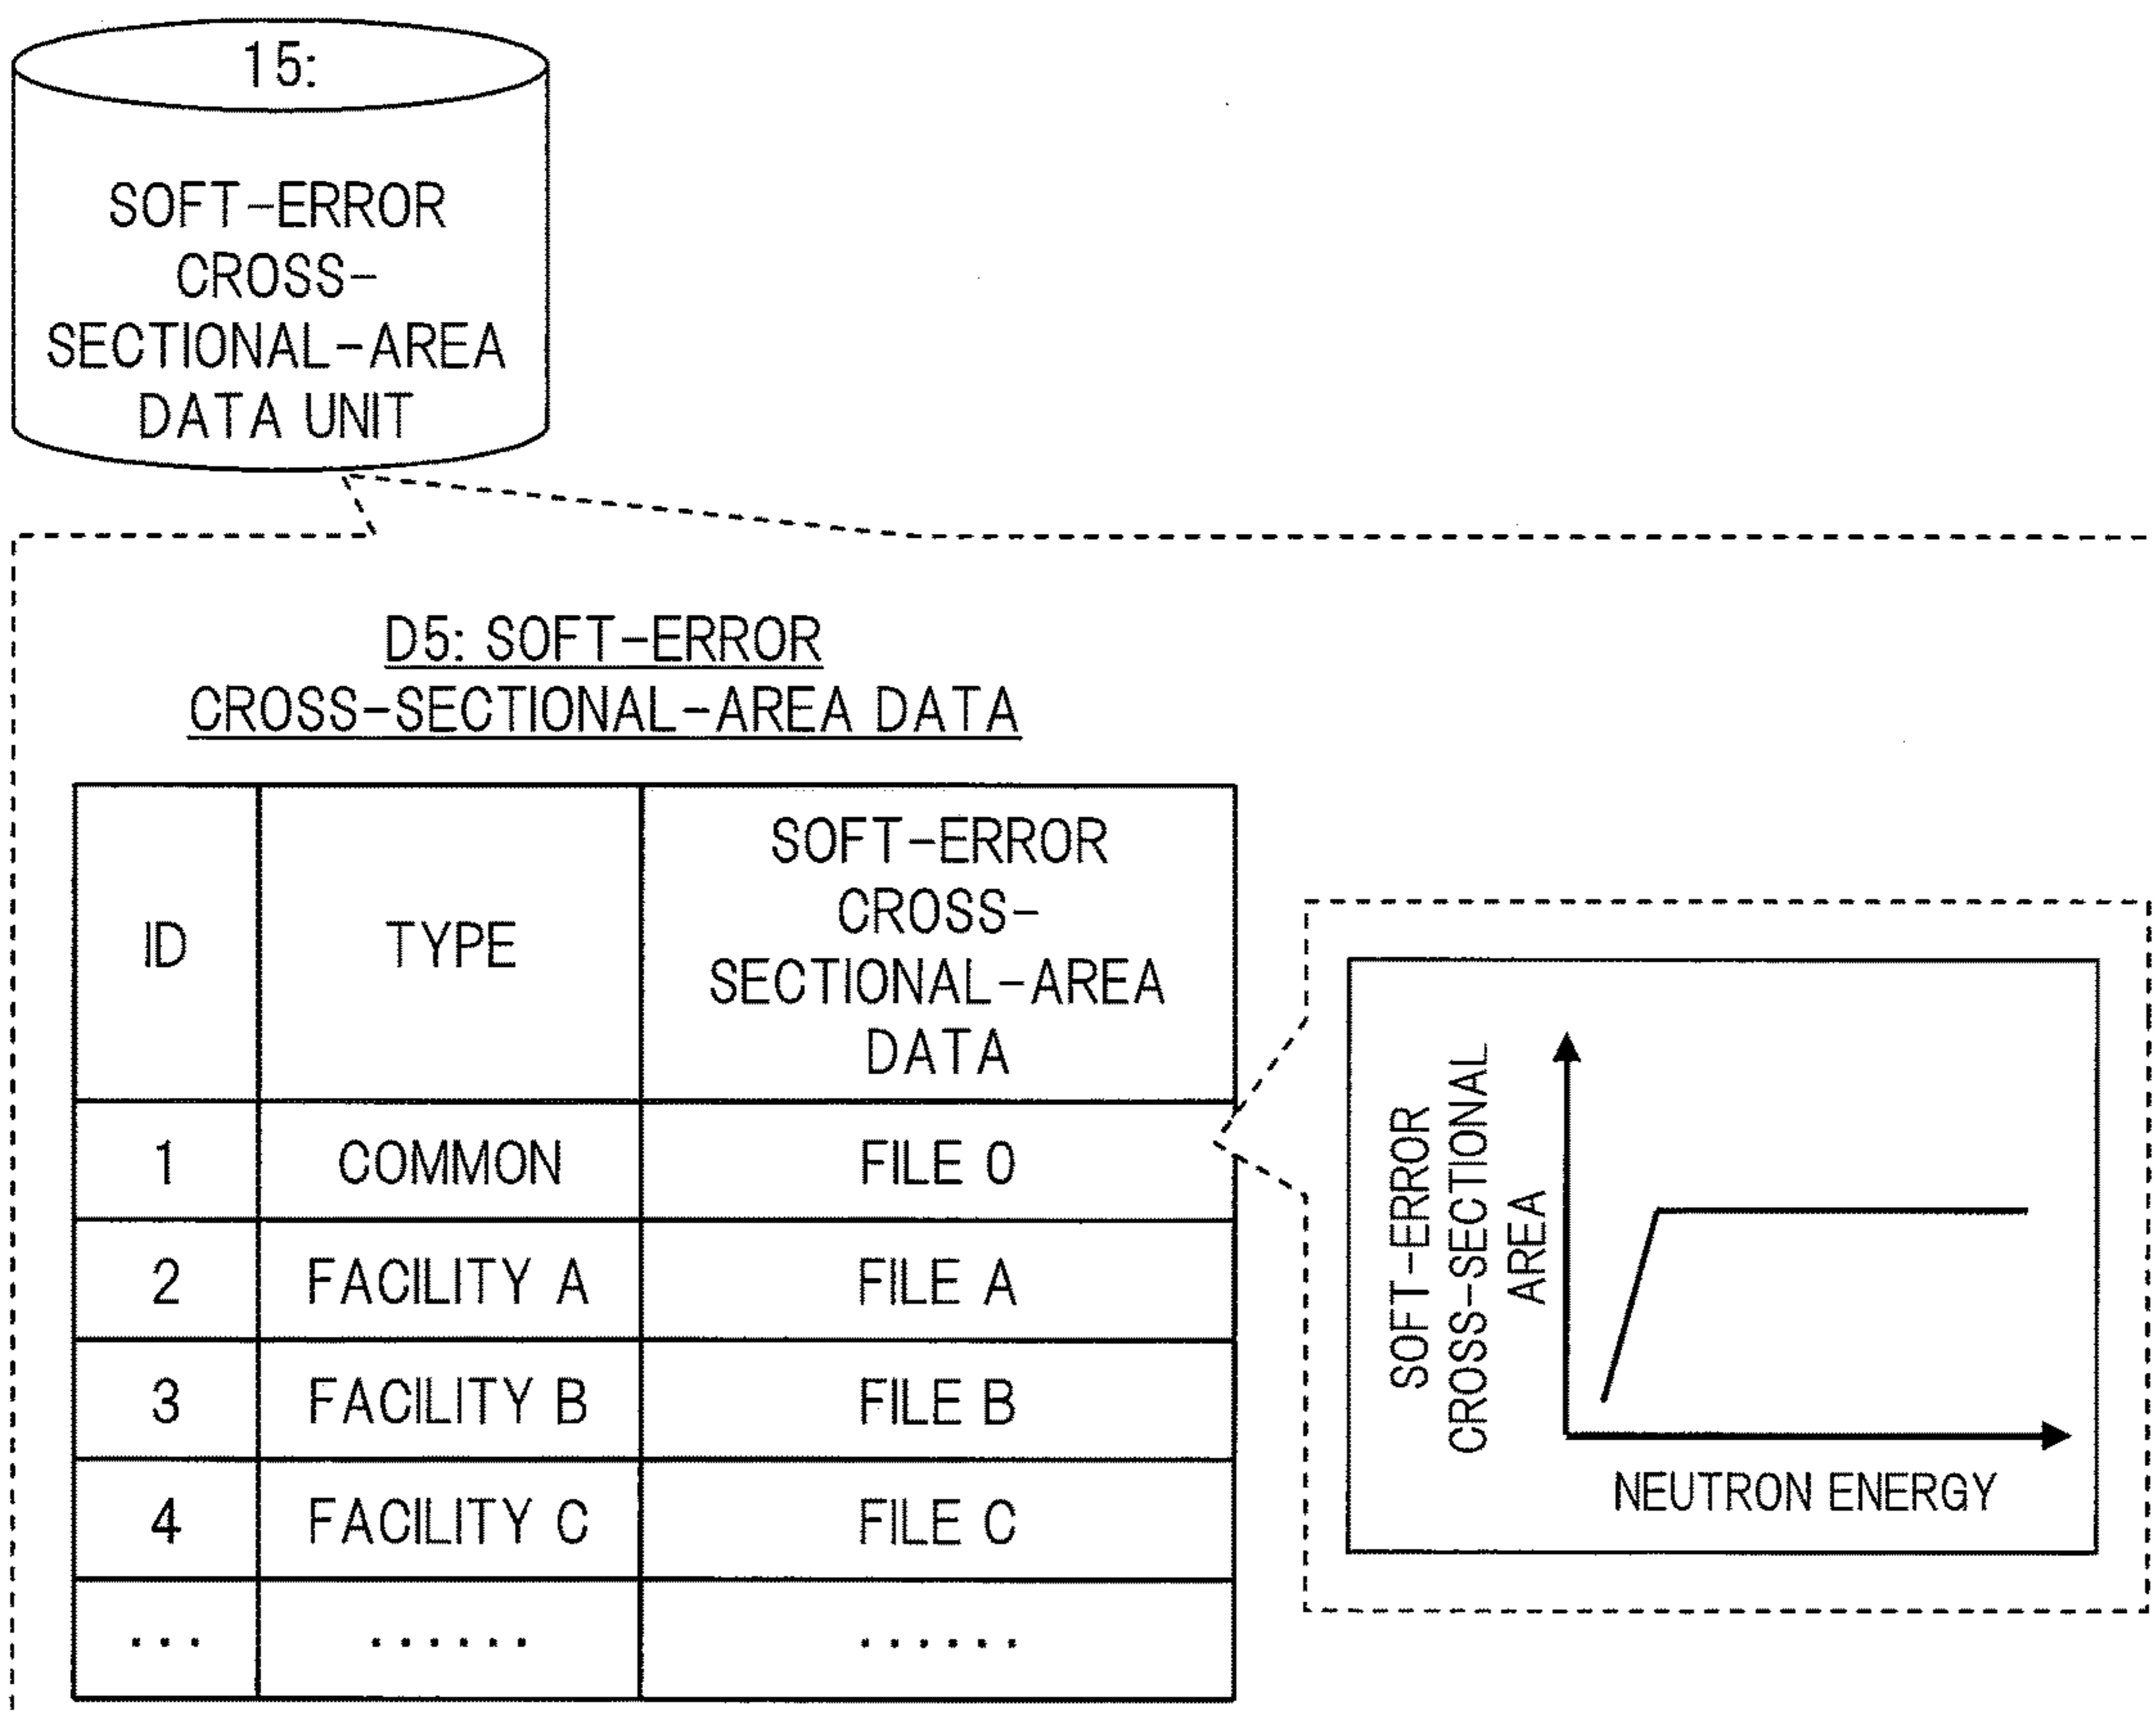 15:
SOFT-ERROR
CROSS-
SECTIONAL-AREA
DATA UNIT
D5: SOFT-ERROR
CROSS-SECTIONAL-AREA DATA
ID
TYPE
SOFT-ERROR
CROSS-
SECTIONAL-AREA
DATA
1 COMMON FILE 0
2 FACILITY A FILE A
3 FACILITY B FILE B
4 FACILITY C FILE C
... ...... ......
SOFT-ERROR
CROSS-SECTIONAL
AREA
NEUTRON ENERGY